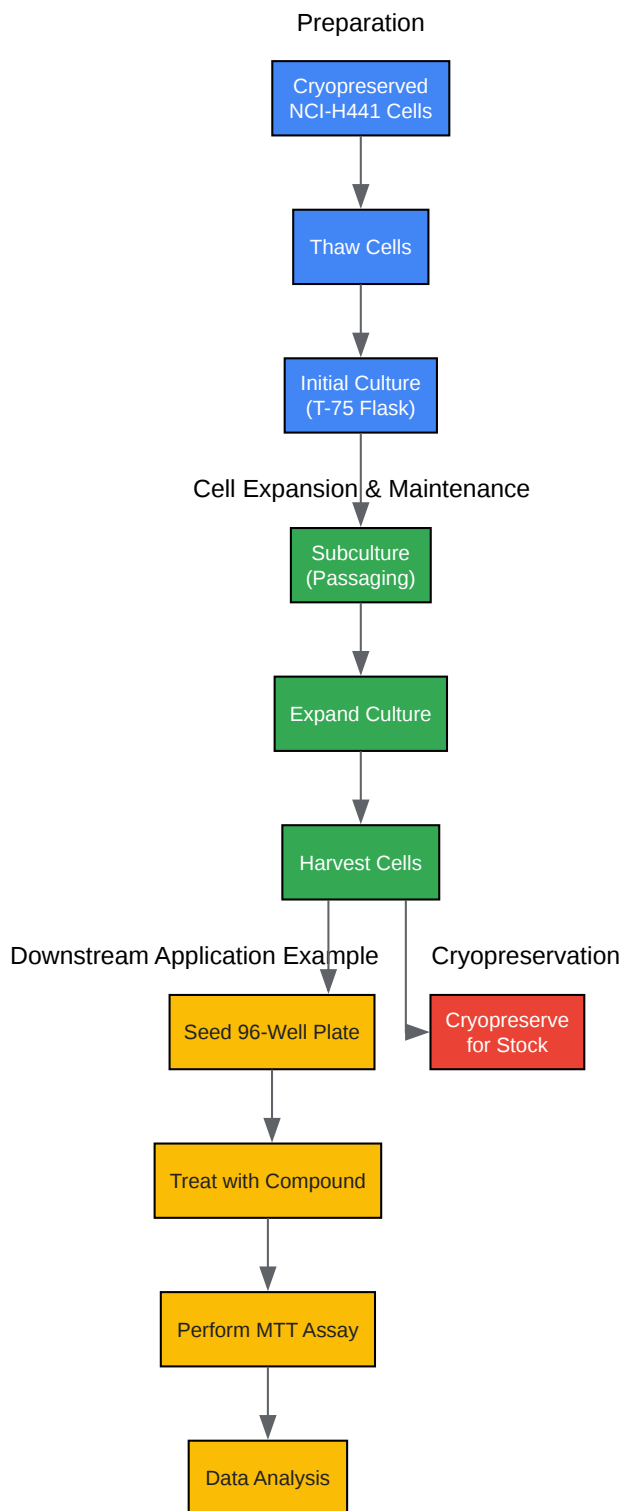 Preparation
Cryopreserved
NCI-H441 Cells
Thaw Cells
Initial Culture
(T-75 Flask)
Cell Expansion & Maintenance
Subculture
(Passaging)
Expand Culture
Harvest Cells
Downstream Application Example
Cryopreservation
Seed 96-Well Plate
Cryopreserve
for Stock
Treat with Compound
Perform MTT Assay
Data Analysis